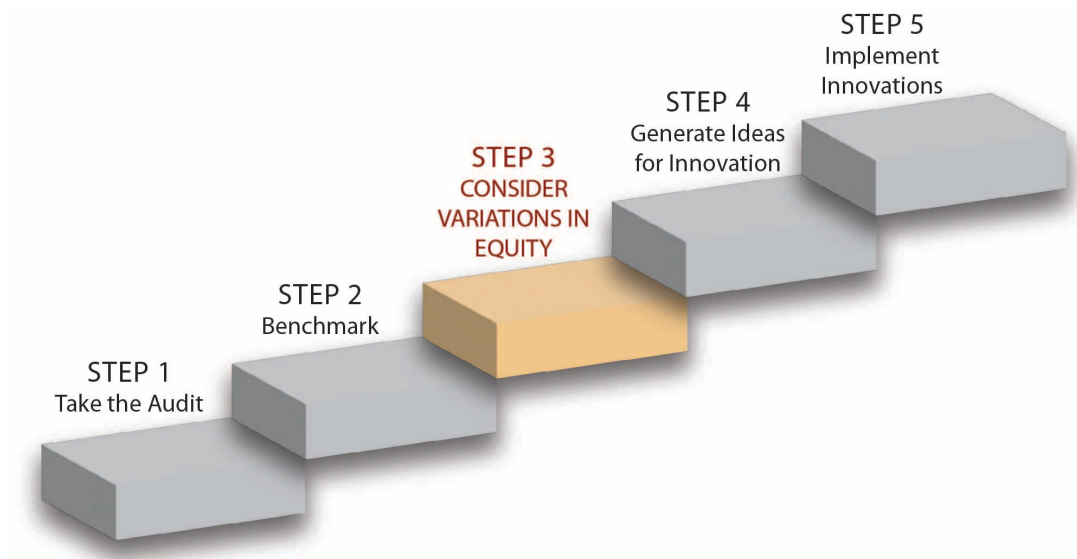 STEP 1
Take the Audit
STEP 2
Benchmark
STEP 3
CONSIDER
VARIATIONS IN
EQUITY
STEP 4
Generate Ideas
for Innovation
STEP 5
Implement
Innovations